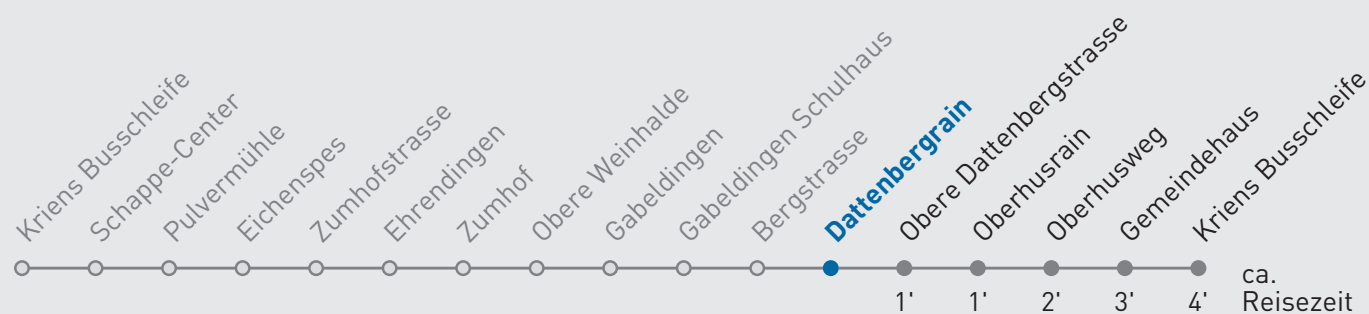 Kriens Busschleife
Schappe-Center
Pulvermühle
Eichenspes
Zumhofstrasse
Ehrendingen
Zumhof
Obere Weinhalde
Gabeldingen
Gabeldingen Schulhaus
Bergstrasse
Dattenbergrain
Obere Dattenbergstrasse
Oberhusrain
Oberhusweg
Gemeindehaus
Kriens Busschleife
ca.
1' 1' 2' 3' 4' Reisezeit